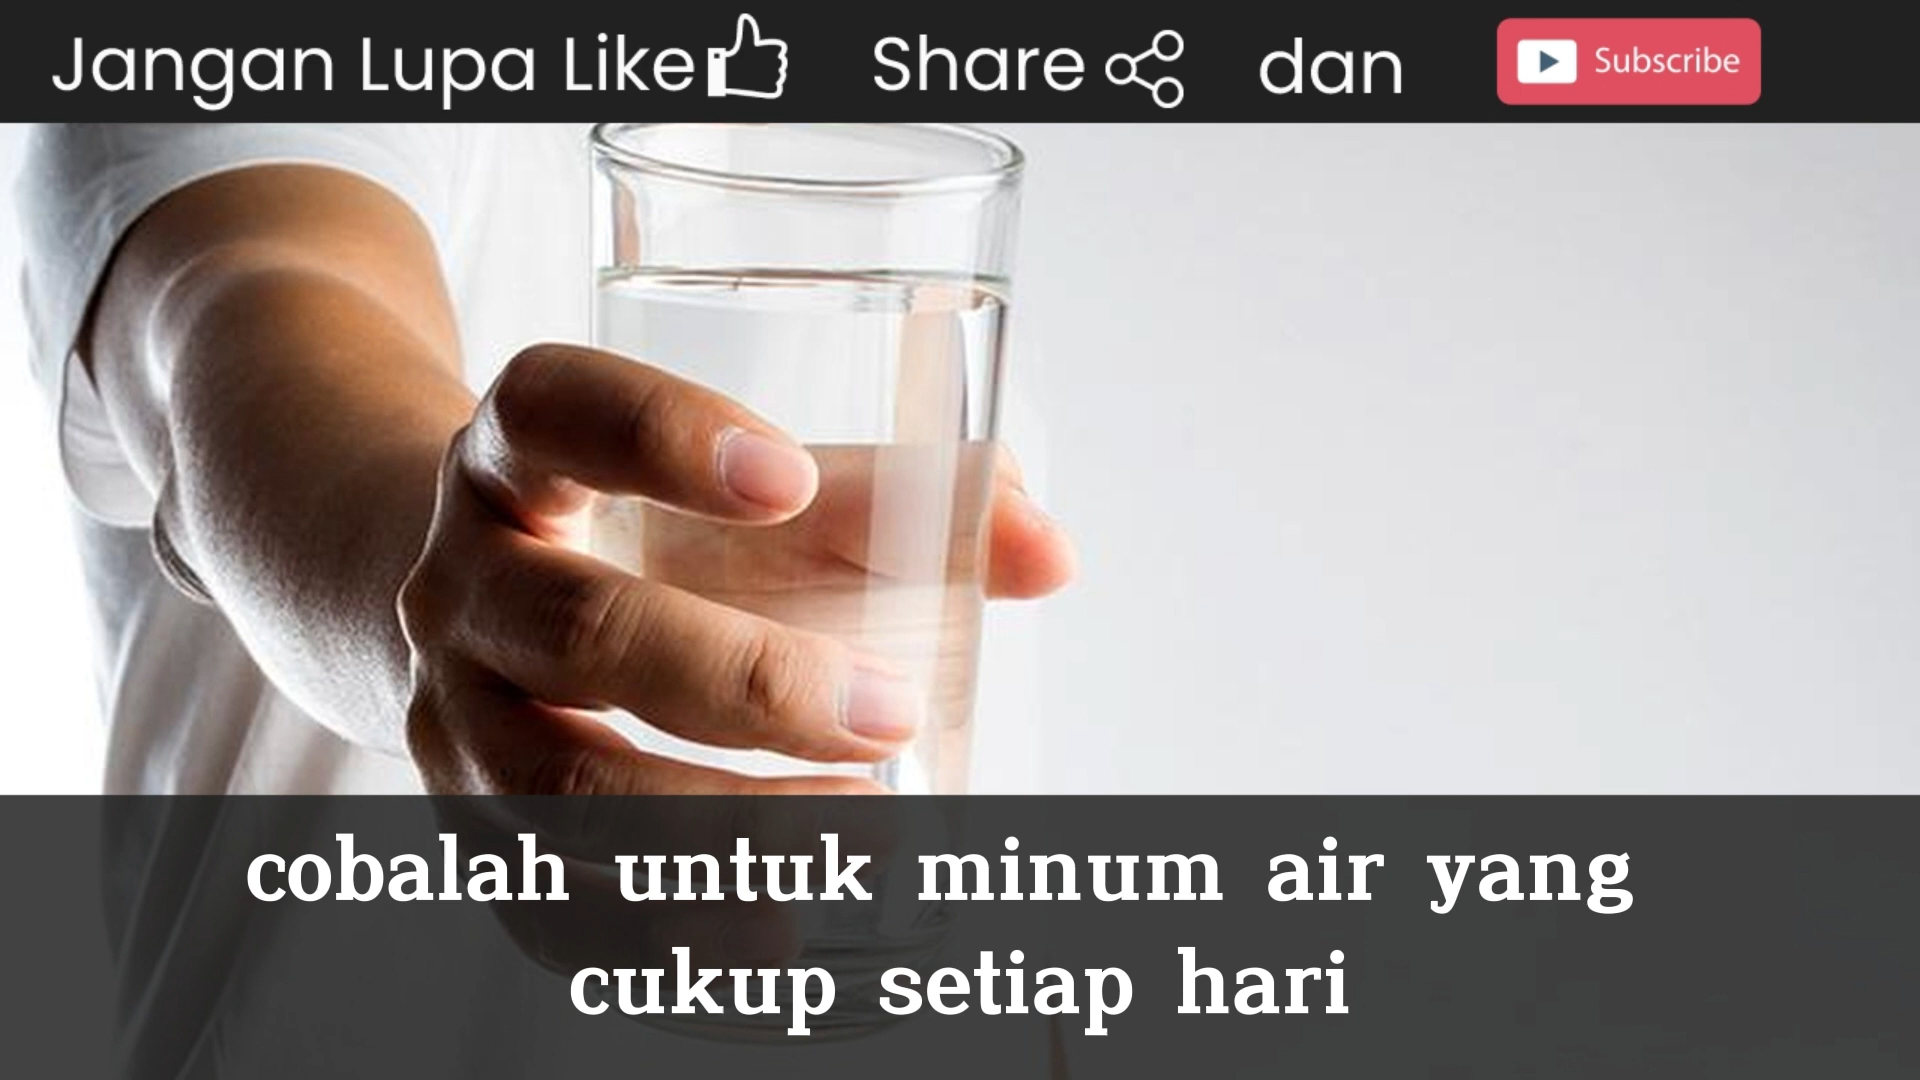 Jangan Lupa Like Share dan Subscribe
cobalah untuk minum air yang
cukup setiap hari